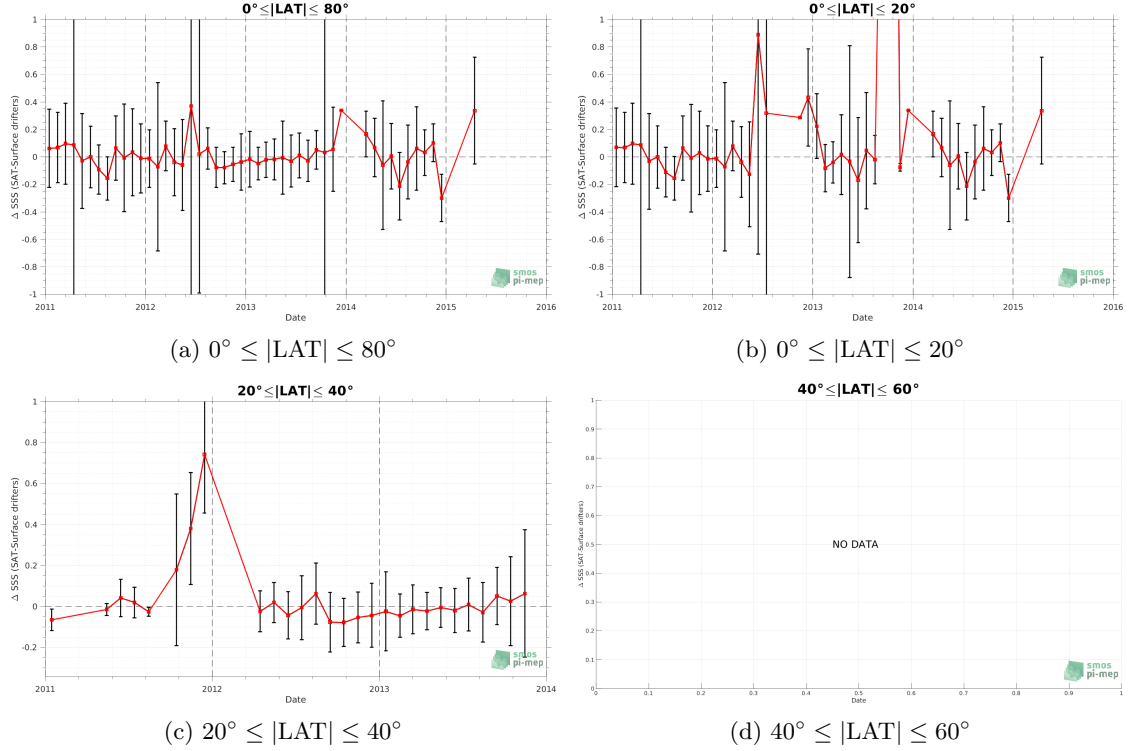 0°≤|LAT|≤ 80°
Δ SSS (SAT-Surface drifters)
1
0.8
0.6
0.4
0.2
0
-0.2
-0.4
-0.6
-0.8
-1
2011 2012 2013 2014 2015 2016
Date
smos
pi-mep
(a) 0° ≤ |LAT| ≤ 80°
0°≤|LAT|≤ 20°
Δ SSS (SAT-Surface drifters)
1
0.8
0.6
0.4
0.2
0
-0.2
-0.4
-0.6
-0.8
-1
2011 2012 2013 2014 2015 2016
Date
smos
pi-mep
(b) 0° ≤ |LAT| ≤ 20°
20°≤|LAT|≤ 40°
Δ SSS (SAT-Surface drifters)
1
0.8
0.6
0.4
0.2
0
-0.2
2011 2012 2013 2014
Date
smos
pi-mep
(c) 20° ≤ |LAT| ≤ 40°
40°≤|LAT|≤ 60°
Δ SSS (SAT-Surface drifters)
1
0.9
0.8
0.7
0.6
0.5
0.4
0.3
0.2
0.1
0
NO DATA
0 0.1 0.2 0.3 0.4 0.5 0.6 0.7 0.8 0.9 1
Date
smos
pi-mep
(d) 40° ≤ |LAT| ≤ 60°